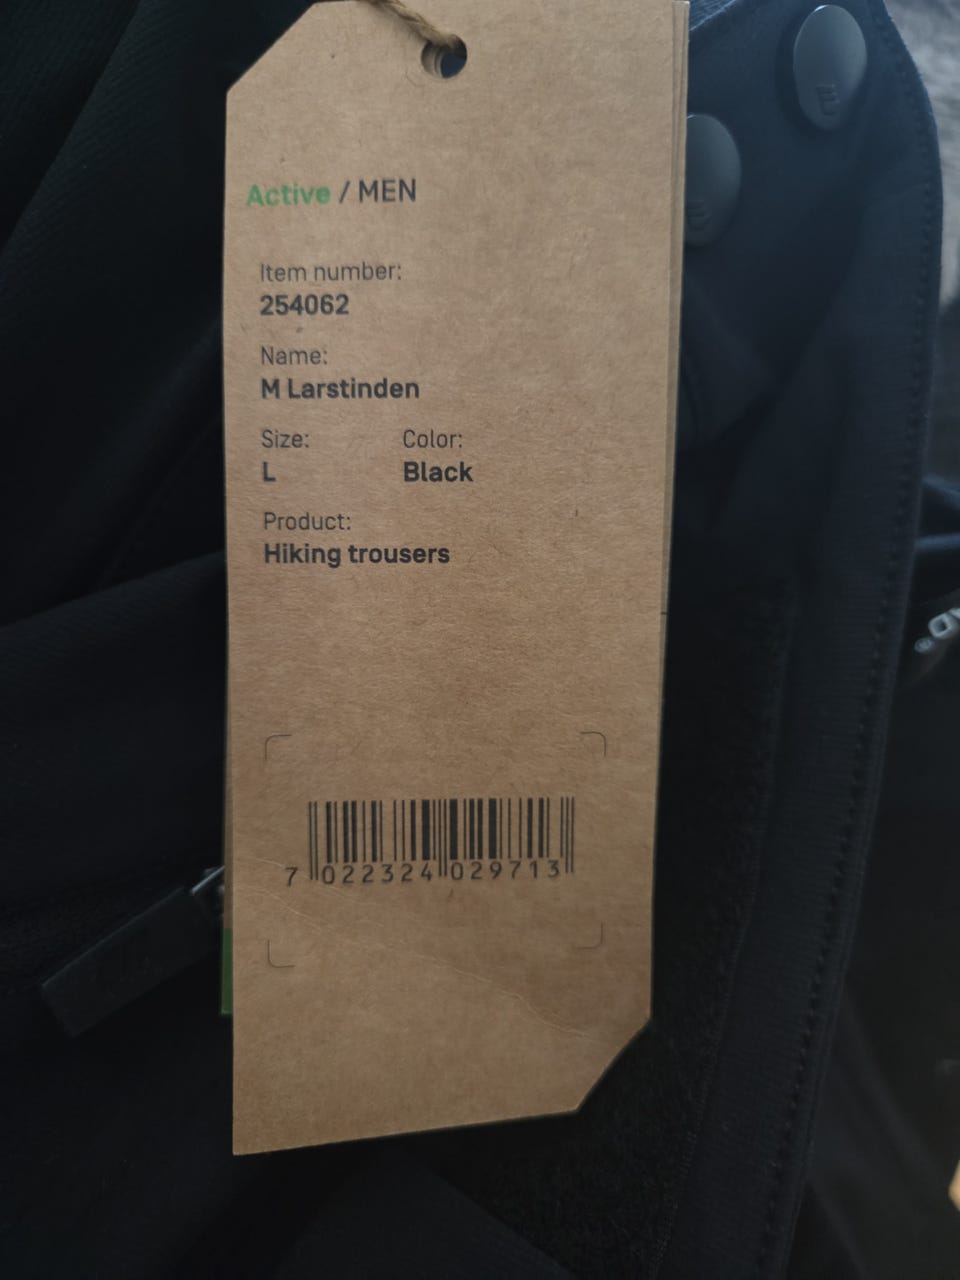 Active / MEN
Item number:
254062
Name:
M Larstinden
Size: Color:
L Black
Product:
Hiking trousers
7 022324 029713